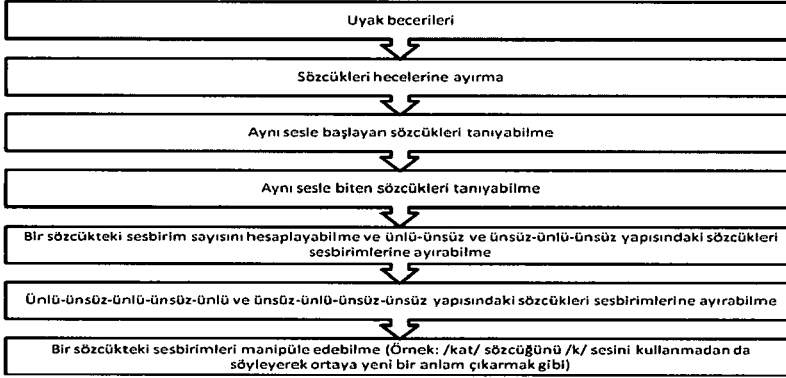 Uyak becerileri
Sözcükleri hecelerine ayırma
Aynı sesle başlayan sözcükleri tanıyabilme
Aynı sesle biten sözcükleri tanıyabilme
Bir sözcükteki sesbirim sayısını hesaplayabilme ve ünlü-ünsüz ve ünsüz-ünlü-ünsüz yapısındaki sözcükleri
sesbirimlerine ayırabilme
Ünlü-ünsüz-ünlü-ünsüz-ünlü ve ünsüz-ünlü-ünsüz-ünsüz yapısındaki sözcükleri sesbirimlerine ayırabilme
Bir sözcükteki sesbirimleri manipüle edebilme (Örnek: /kat/ sözcüğünü /k/ sesini kullanmadan da
söyleyerek ortaya yeni bir anlam çıkarmak gibi)